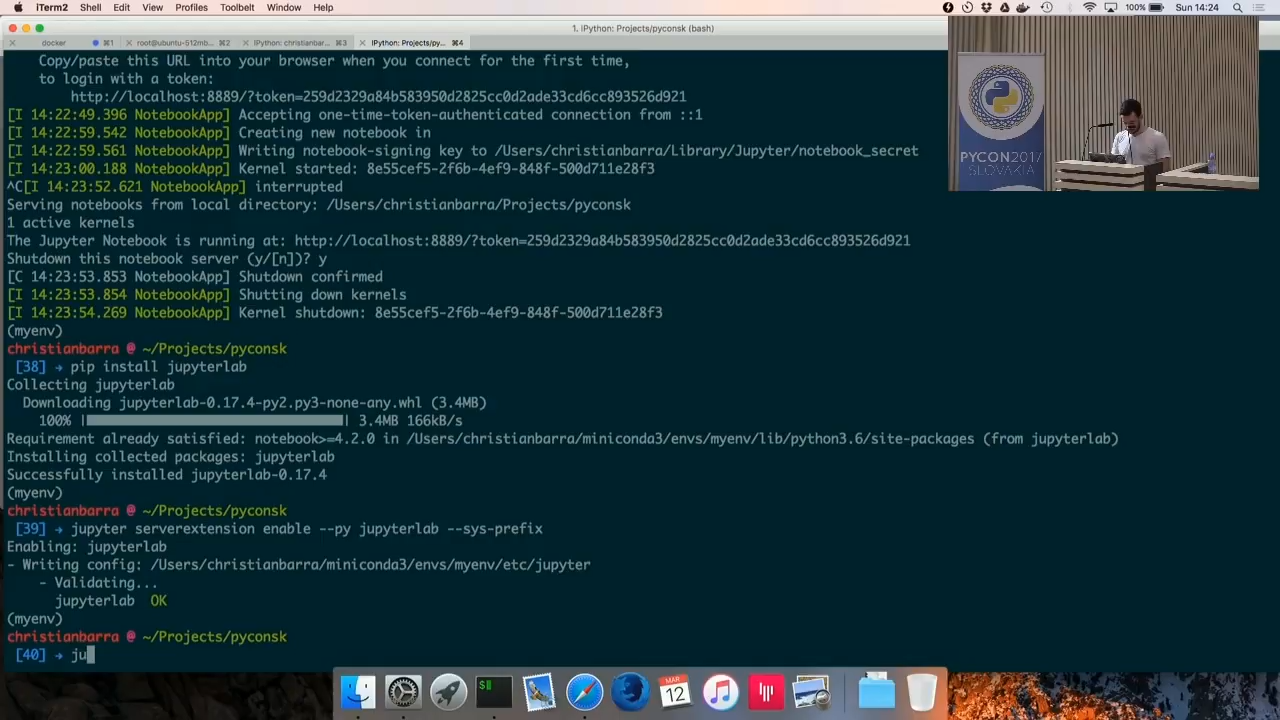 iTerm2 Shell Edit View Profiles Toolbelt Window Help
100% Sun 14:24
1. IPython: Projects/pyconsk (bash)
docker ⌘1 root@ubuntu-512mb... ⌘2 IPython: christianbar... ⌘3 IPython: Projects/py... ⌘4
Copy/paste this URL into your browser when you connect for the first time,
to login with a token:
http://localhost:8889/?token=259d2329a84b583950d2825cc0d2ade33cd6cc893526d921
[I 14:22:49.396 NotebookApp] Accepting one-time-token-authenticated connection from ::1
[I 14:22:59.542 NotebookApp] Creating new notebook in
[I 14:22:59.561 NotebookApp] Writing notebook-signing key to /Users/christianbarra/Library/Jupyter/notebook_secret
[I 14:23:00.188 NotebookApp] Kernel started: 8e55cef5-2f6b-4ef9-848f-500d711e28f3
^C[I 14:23:52.621 NotebookApp] interrupted
Serving notebooks from local directory: /Users/christianbarra/Projects/pyconsk
1 active kernels
The Jupyter Notebook is running at: http://localhost:8889/?token=259d2329a84b583950d2825cc0d2ade33cd6cc893526d921
Shutdown this notebook server (y/[n])? y
[C 14:23:53.853 NotebookApp] Shutdown confirmed
[I 14:23:53.854 NotebookApp] Shutting down kernels
[I 14:23:54.269 NotebookApp] Kernel shutdown: 8e55cef5-2f6b-4ef9-848f-500d711e28f3
(myenv)
christianbarra @ ~/Projects/pyconsk
[38] → pip install jupyterlab
Collecting jupyterlab
Downloading jupyterlab-0.17.4-py2.py3-none-any.whl (3.4MB)
100% |████████████████████████████████| 3.4MB 166kB/s
Requirement already satisfied: notebook>=4.2.0 in /Users/christianbarra/miniconda3/envs/myenv/lib/python3.6/site-packages (from jupyterlab)
Installing collected packages: jupyterlab
Successfully installed jupyterlab-0.17.4
(myenv)
christianbarra @ ~/Projects/pyconsk
[39] → jupyter serverextension enable --py jupyterlab --sys-prefix
Enabling: jupyterlab
- Writing config: /Users/christianbarra/miniconda3/envs/myenv/etc/jupyter
- Validating...
jupyterlab OK
(myenv)
christianbarra @ ~/Projects/pyconsk
[40] → ju
PYCON2017
SLOVAKIA
MAR
12